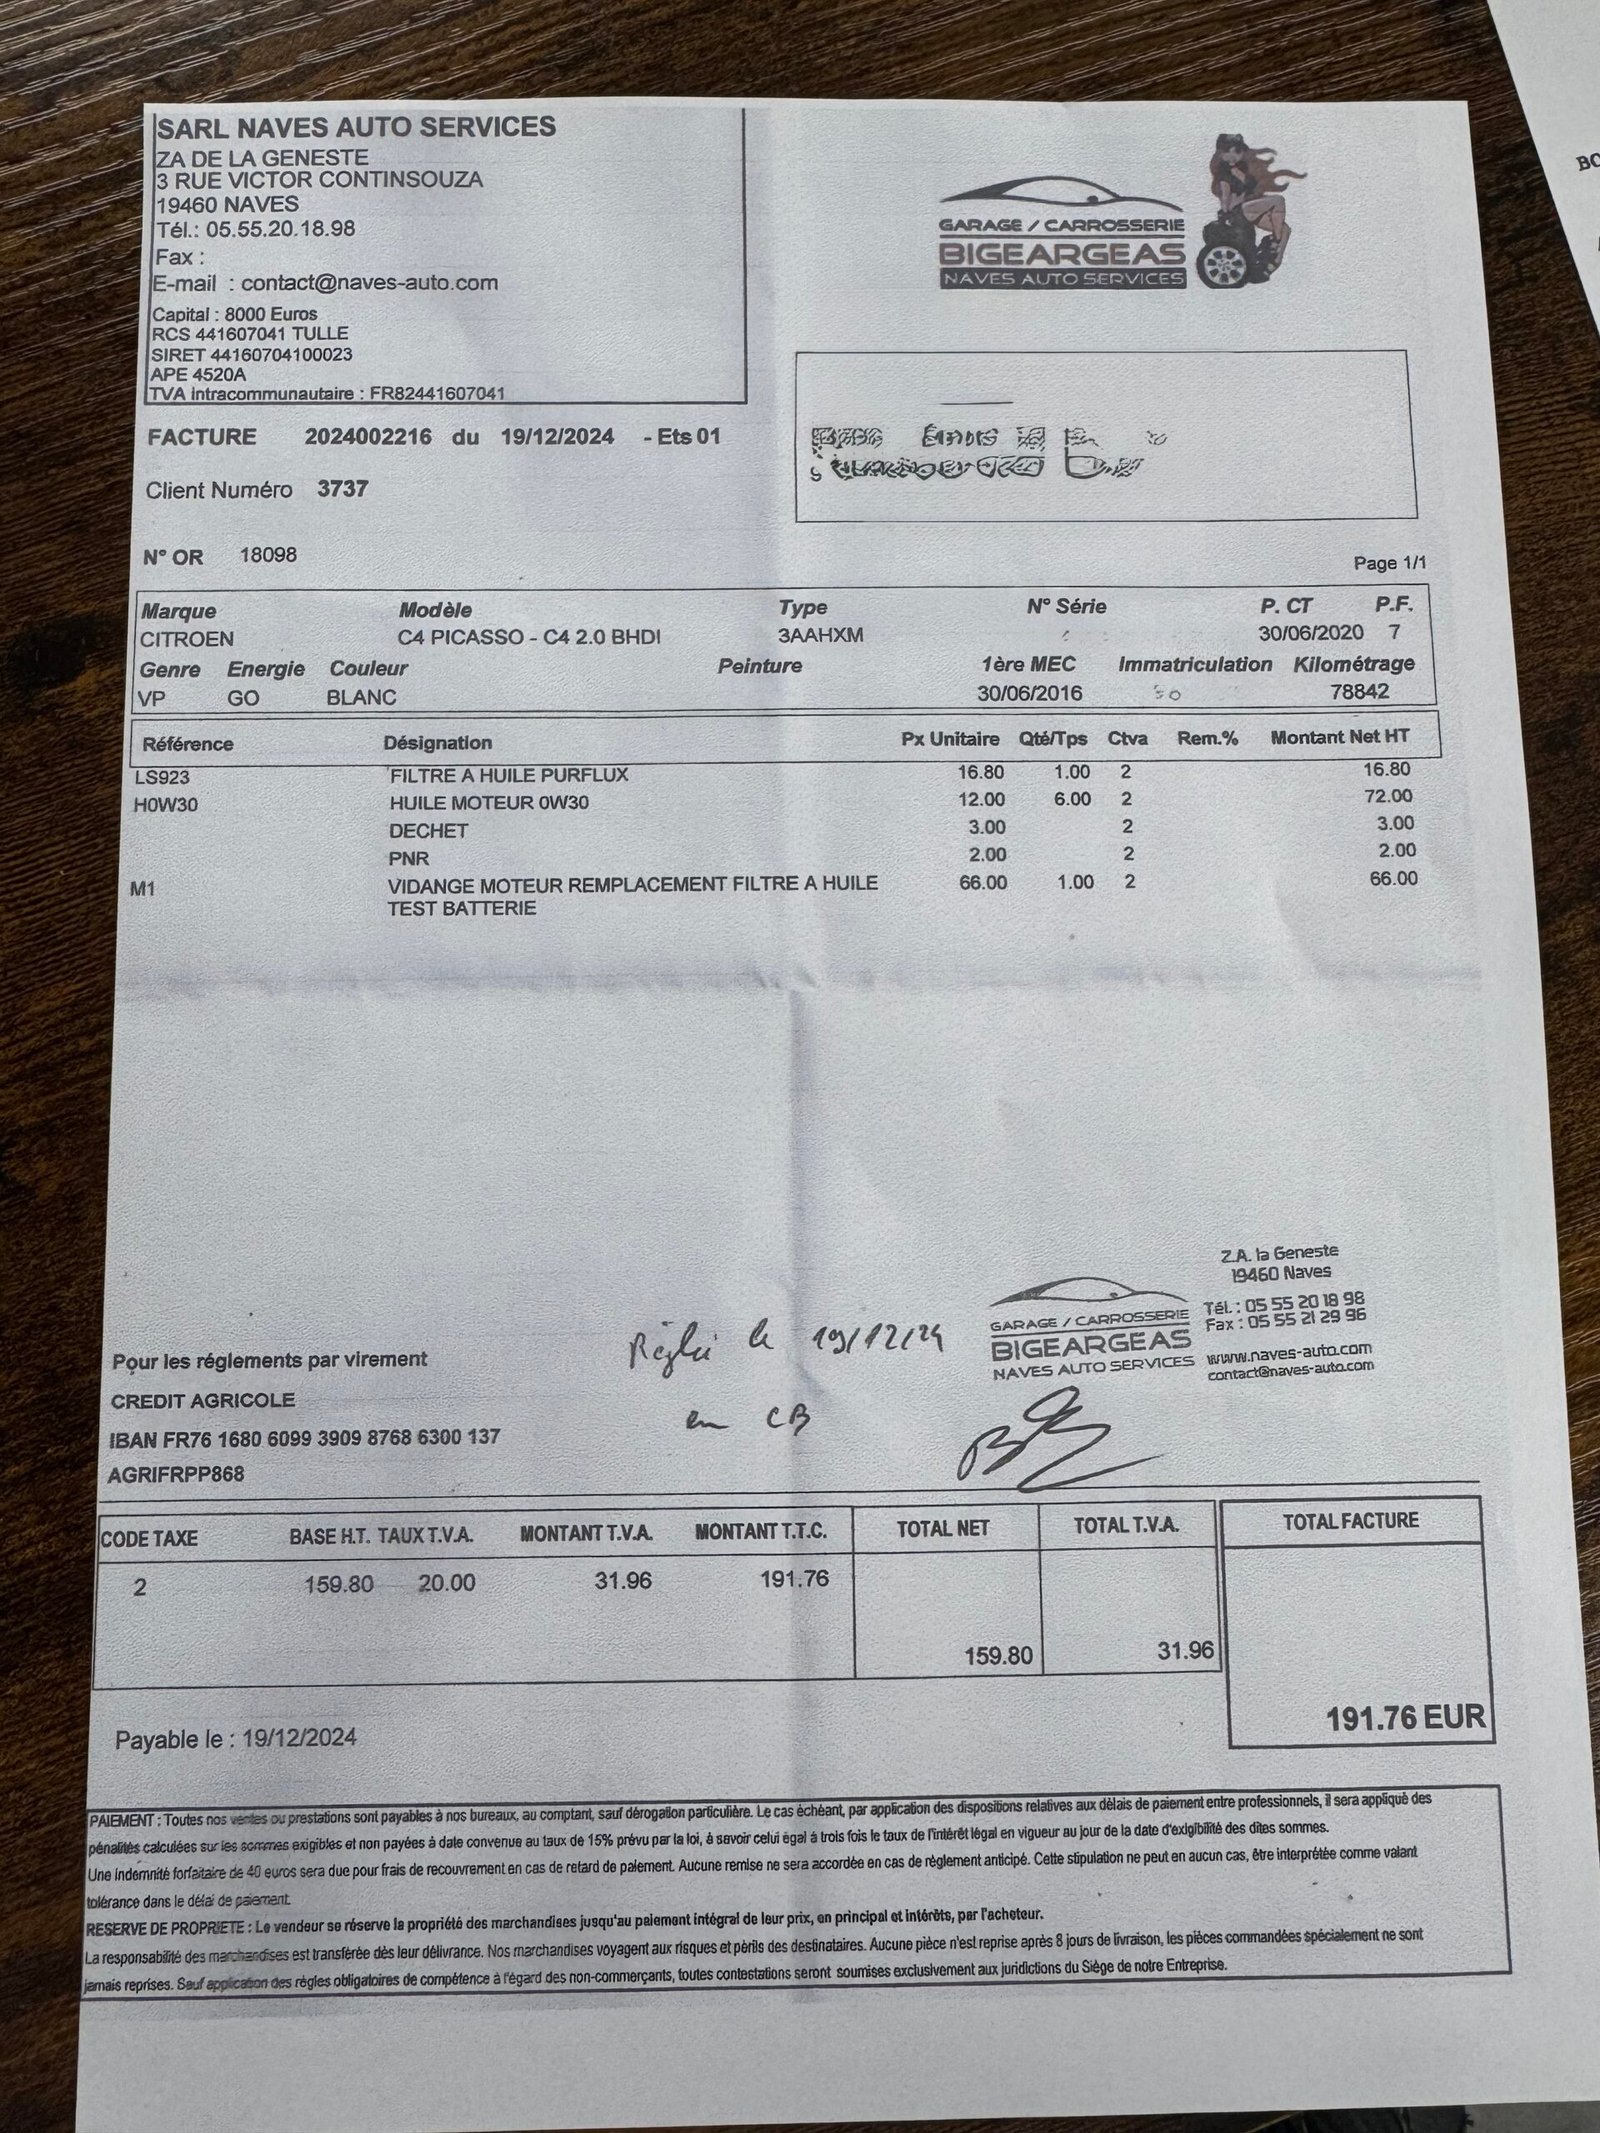 SARL NAVES AUTO SERVICES
ZA DE LA GENESTE
3 RUE VICTOR CONTINSOUZA
19460 NAVES
Tél.: 05.55.20.18.98
Fax :
E-mail : contact@naves-auto.com
Capital : 8000 Euros
RCS 441607041 TULLE
SIRET 44160704100023
APE 4520A
TVA intracommunautaire : FR82441607041
GARAGE / CARROSSERIE
BIGEARGEAS
NAVES AUTO SERVICES
FACTURE 2024002216 du 19/12/2024 - Ets 01
Client Numéro 3737
N° OR 18098
Page 1/1
Marque Modèle Type N° Série P. CT P.F.
CITROEN C4 PICASSO - C4 2.0 BHDI 3AAHXM 30/06/2020 7
Genre Energie Couleur Peinture 1ère MEC Immatriculation Kilométrage
VP GO BLANC 30/06/2016 78842
Référence Désignation Px Unitaire Qté/Tps Ctva Rem.% Montant Net HT
LS923 FILTRE A HUILE PURFLUX 16.80 1.00 2 16.80
H0W30 HUILE MOTEUR 0W30 12.00 6.00 2 72.00
DECHET 3.00 2 3.00
PNR 2.00 2 2.00
M1 VIDANGE MOTEUR REMPLACEMENT FILTRE A HUILE 66.00 1.00 2 66.00
TEST BATTERIE
Z.A. la Geneste
19460 Naves
Tél. : 05 55 20 18 98
Fax : 05 55 21 29 96
www.naves-auto.com
contact@naves-auto.com
GARAGE / CARROSSERIE
BIGEARGEAS
NAVES AUTO SERVICES
Réglé le 19/12/24
en CB
Pour les réglements par virement
CREDIT AGRICOLE
IBAN FR76 1680 6099 3909 8768 6300 137
AGRIFRPP868
CODE TAXE BASE H.T. TAUX T.V.A. MONTANT T.V.A. MONTANT T.T.C. TOTAL NET TOTAL T.V.A. TOTAL FACTURE
2 159.80 20.00 31.96 191.76
159.80 31.96
191.76 EUR
Payable le : 19/12/2024
PAIEMENT : Toutes nos ventes ou prestations sont payables à nos bureaux, au comptant, sauf dérogation particulière. Le cas échéant, par application des dispositions relatives aux délais de paiement entre professionnels, il sera appliqué des
pénalités calculées sur les sommes exigibles et non payées à date convenue au taux de 15% prévu par la loi, à savoir celui égal à trois fois le taux de l'intérêt légal en vigueur au jour de la date d'exigibilité des dites sommes.
Une indemnité forfaitaire de 40 euros sera due pour frais de recouvrement en cas de retard de paiement. Aucune remise ne sera accordée en cas de règlement anticipé. Cette stipulation ne peut en aucun cas, être interprétée comme valant
tolérance dans le délai de paiement.
RESERVE DE PROPRIETE : Le vendeur se réserve la propriété des marchandises jusqu'au paiement intégral de leur prix, en principal et intérêts, par l'acheteur.
La responsabilité des marchandises est transférée dès leur délivrance. Nos marchandises voyagent aux risques et périls des destinataires. Aucune pièce n'est reprise après 8 jours de livraison, les pièces commandées spécialement ne sont
jamais reprises. Sauf application des règles obligatoires de compétence à l'égard des non-commerçants, toutes contestations seront soumises exclusivement aux juridictions du Siège de notre Entreprise.